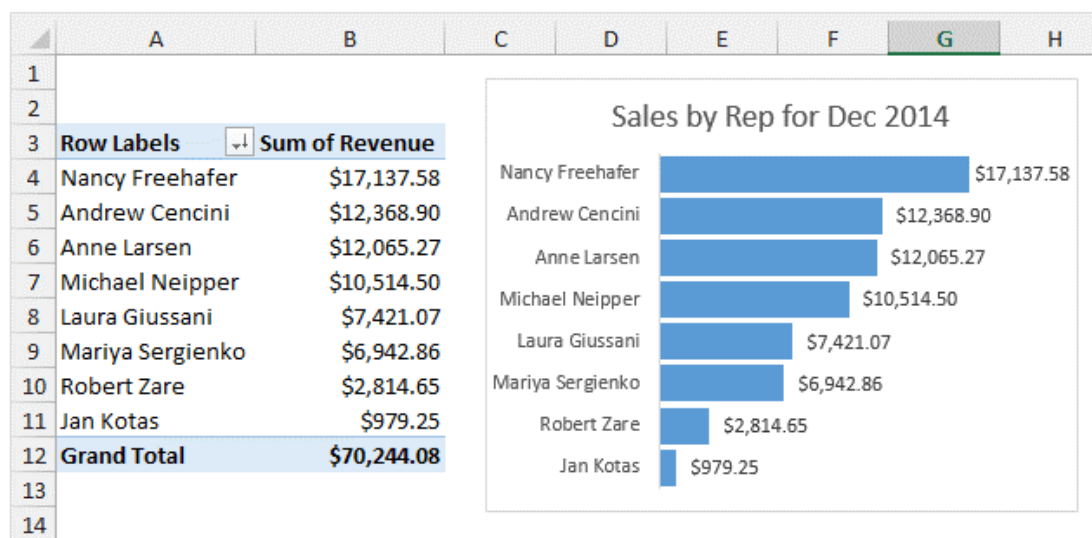 A B C D E F G H
1
2
3 Row Labels Sum of Revenue
4 Nancy Freehafer $17,137.58
5 Andrew Cencini $12,368.90
6 Anne Larsen $12,065.27
7 Michael Neipper $10,514.50
8 Laura Giussani $7,421.07
9 Mariya Sergienko $6,942.86
10 Robert Zare $2,814.65
11 Jan Kotas $979.25
12 Grand Total $70,244.08
13
14
Sales by Rep for Dec 2014
Nancy Freehafer $17,137.58
Andrew Cencini $12,368.90
Anne Larsen $12,065.27
Michael Neipper $10,514.50
Laura Giussani $7,421.07
Mariya Sergienko $6,942.86
Robert Zare $2,814.65
Jan Kotas $979.25